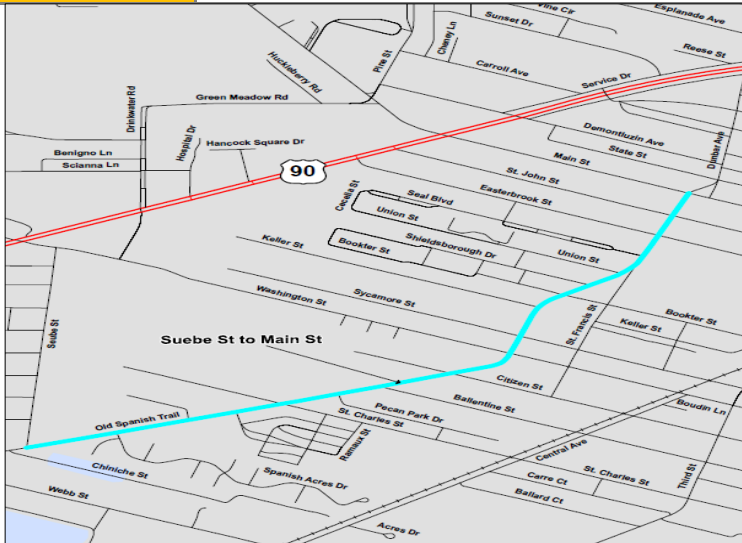 Vine Cir
Esplanade Ave
Sunset Dr
Chaney Ln
Reese St
Pine St
Huckleberry Rd
Carroll Ave
Service Dr
Green Meadow Rd
Drinkwater Rd
Hospital Dr
Demontluzin Ave
State St
Dunbar Ave
Benigno Ln
Scianna Ln
Hancock Square Dr
Main St
90
St. John St
Cecelia St
Seal Blvd
Easterbrook St
Union St
Keller St
Bookter St
Shieldsborough Dr
Union St
Washington St
Sycamore St
St. Francis St
Bookter St
Keller St
Seube St
Suebe St to Main St
Citizen St
Ballentine St
Boudin Ln
Old Spanish Trail
Pecan Park Dr
St. Charles St
Ramaux St
Central Ave
Chiniche St
Spanish Acres Dr
Carre Ct
St. Charles St
Third St
Webb St
Ballard Ct
Acres Dr